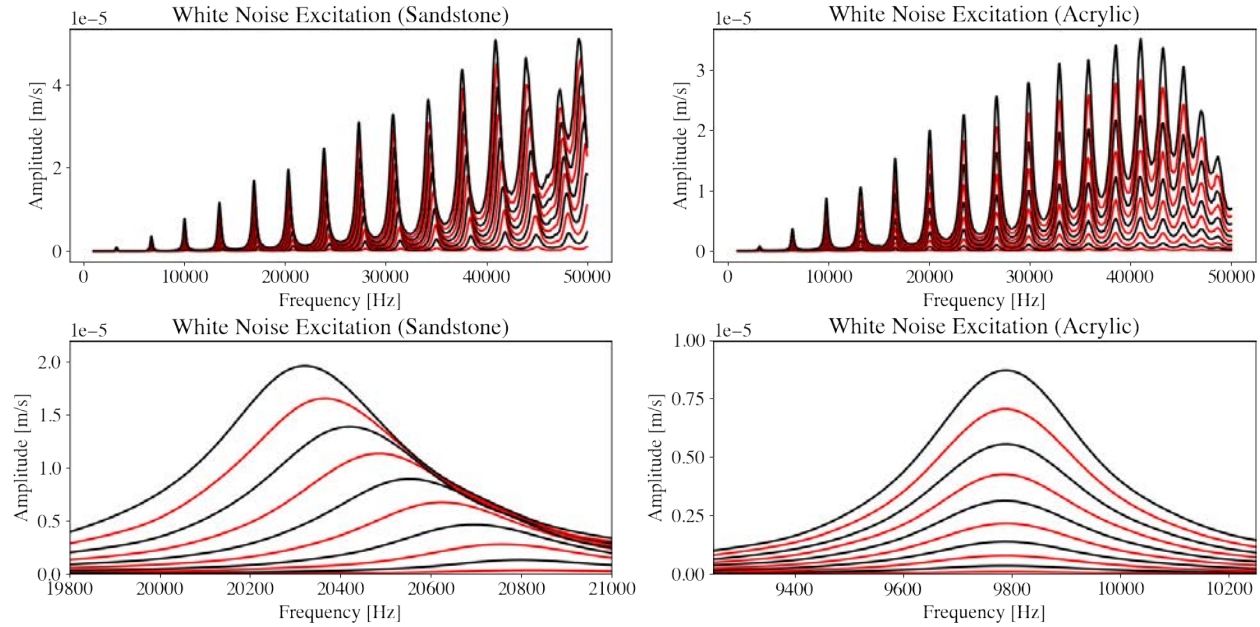 White Noise Excitation (Sandstone)
1e−5
Amplitude [m/s]
4
2
0
0 10000 20000 30000 40000 50000
Frequency [Hz]
White Noise Excitation (Acrylic)
1e−5
Amplitude [m/s]
3
2
1
0
0 10000 20000 30000 40000 50000
Frequency [Hz]
White Noise Excitation (Sandstone)
1e−5
Amplitude [m/s]
2.0
1.5
1.0
0.5
0.0
19800 20000 20200 20400 20600 20800 21000
Frequency [Hz]
White Noise Excitation (Acrylic)
1e−5
Amplitude [m/s]
1.00
0.75
0.50
0.25
0.00
9400 9600 9800 10000 10200
Frequency [Hz]